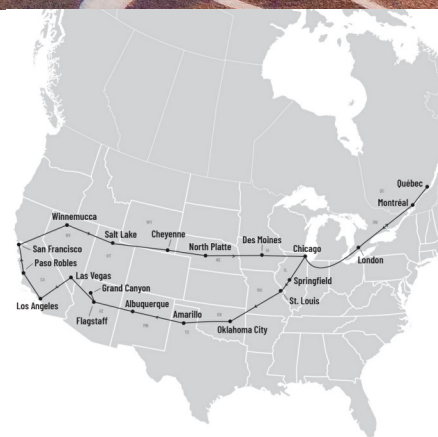 Québec
Montréal
Winnemucca
Salt Lake
Cheyenne
North Platte
Des Moines
Chicago
London
San Francisco
Paso Robles
Las Vegas
Grand Canyon
Springfield
St. Louis
Los Angeles
Flagstaff
Albuquerque
Amarillo
Oklahoma City